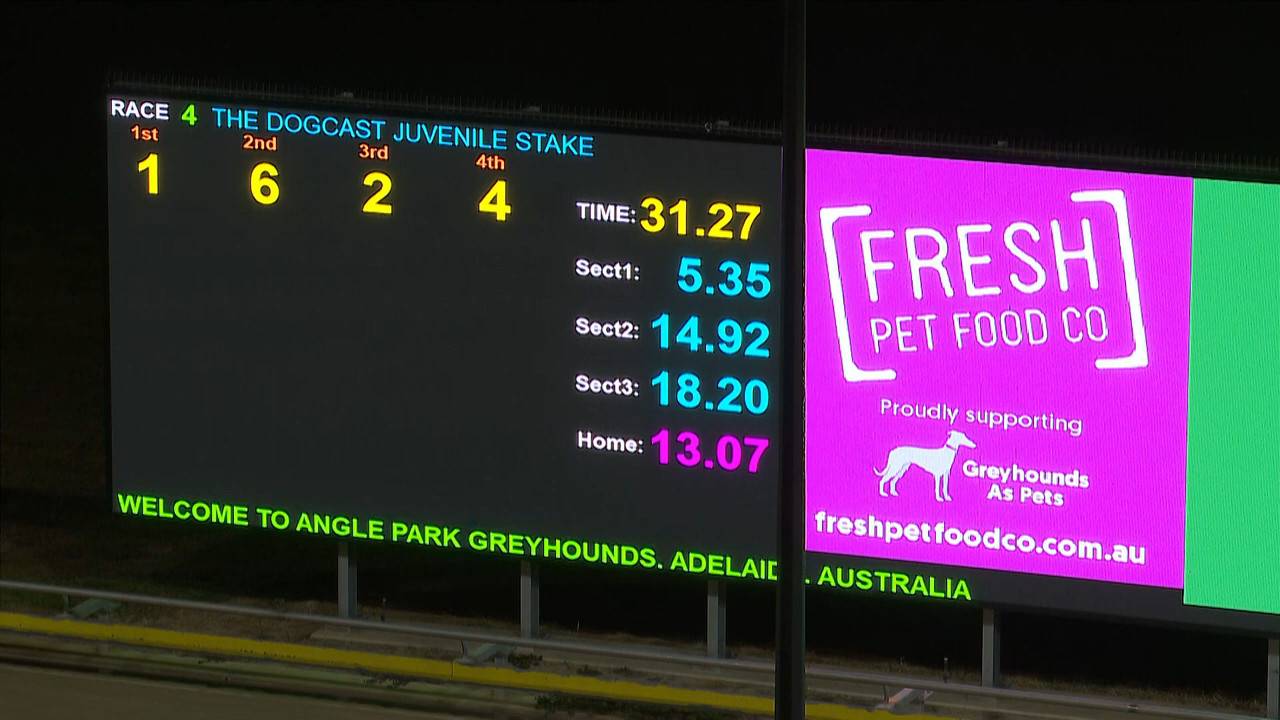 RACE 4 THE DOGCAST JUVENILE STAKE
1st 2nd 3rd 4th
1 6 2 4
TIME: 31.27
Sect1: 5.35
Sect2: 14.92
Sect3: 18.20
Home: 13.07
WELCOME TO ANGLE PARK GREYHOUNDS. ADELAID . AUSTRALIA
FRESH
PET FOOD CO
Proudly supporting
Greyhounds
As Pets
freshpetfoodco.com.au